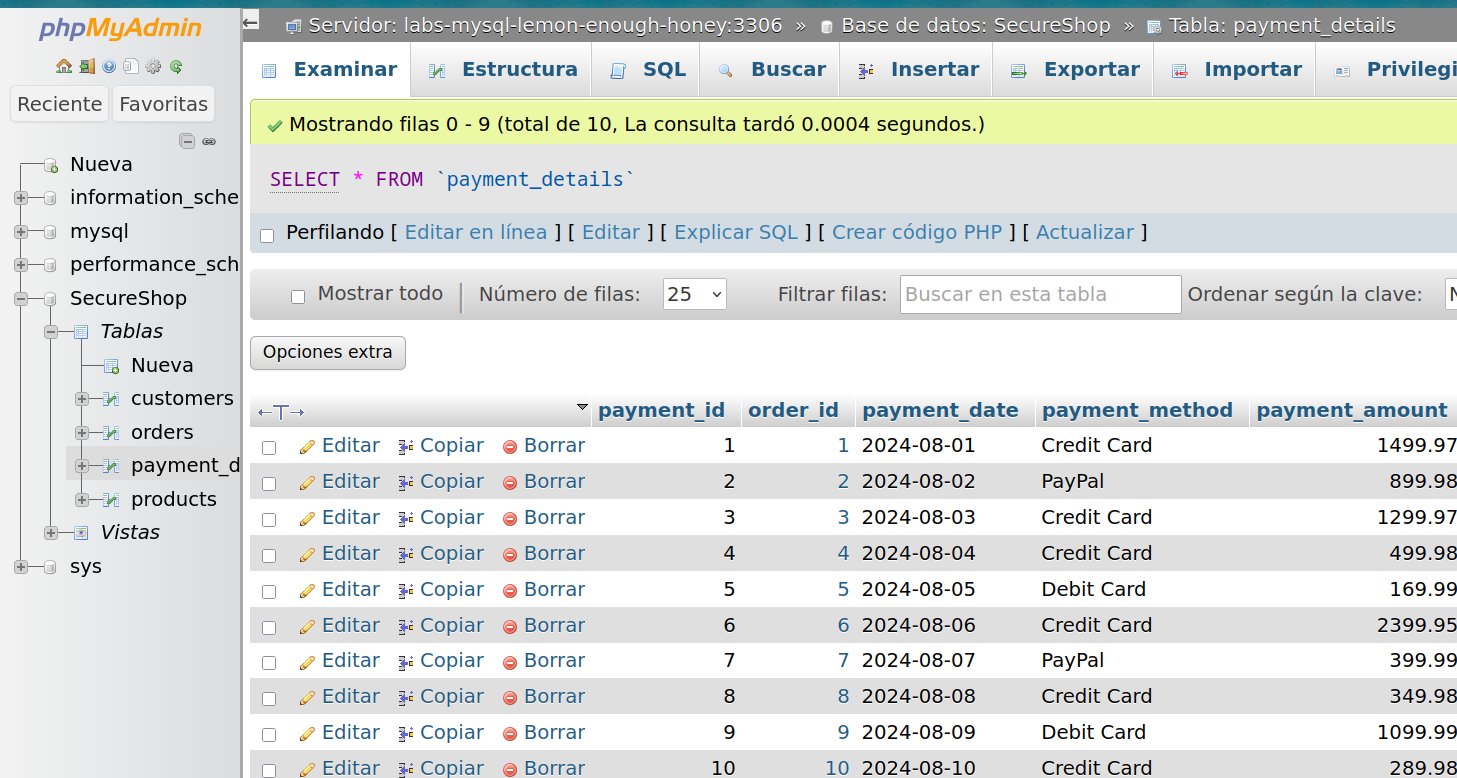 phpMyAdmin
Reciente Favoritas
Nueva
information_sche
mysql
performance_sch
SecureShop
Tablas
Nueva
customers
orders
payment_d
products
Vistas
sys
Servidor: labs-mysql-lemon-enough-honey:3306 » Base de datos: SecureShop » Tabla: payment_details
Examinar Estructura SQL Buscar Insertar Exportar Importar Privilegi
Mostrando filas 0 - 9 (total de 10, La consulta tardó 0.0004 segundos.)
SELECT * FROM `payment_details`
Perfilando [ Editar en línea ] [ Editar ] [ Explicar SQL ] [ Crear código PHP ] [ Actualizar ]
Mostrar todo | Número de filas: 25 Filtrar filas: Buscar en esta tabla Ordenar según la clave: N
Opciones extra
←T→ payment_id order_id payment_date payment_method payment_amount
Editar Copiar Borrar 1 1 2024-08-01 Credit Card 1499.97
Editar Copiar Borrar 2 2 2024-08-02 PayPal 899.98
Editar Copiar Borrar 3 3 2024-08-03 Credit Card 1299.97
Editar Copiar Borrar 4 4 2024-08-04 Credit Card 499.98
Editar Copiar Borrar 5 5 2024-08-05 Debit Card 169.99
Editar Copiar Borrar 6 6 2024-08-06 Credit Card 2399.95
Editar Copiar Borrar 7 7 2024-08-07 PayPal 399.99
Editar Copiar Borrar 8 8 2024-08-08 Credit Card 349.98
Editar Copiar Borrar 9 9 2024-08-09 Debit Card 1099.99
Editar Copiar Borrar 10 10 2024-08-10 Credit Card 289.98